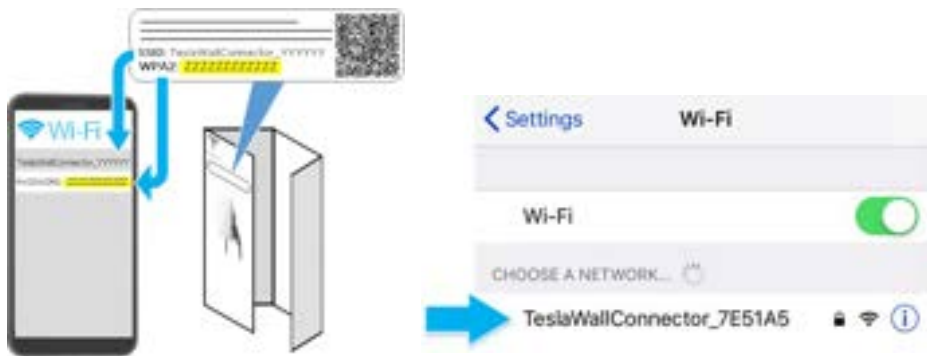 SSID: TeslaWallConnector_YYYYYY
WPA2: ZZZZZZZZZZZZ
Wi-Fi
TeslaWallConnector_YYYYYY
ZZZZZZZZZZZZ
Settings
Wi-Fi
Wi-Fi
CHOOSE A NETWORK...
TeslaWallConnector_7E51A5